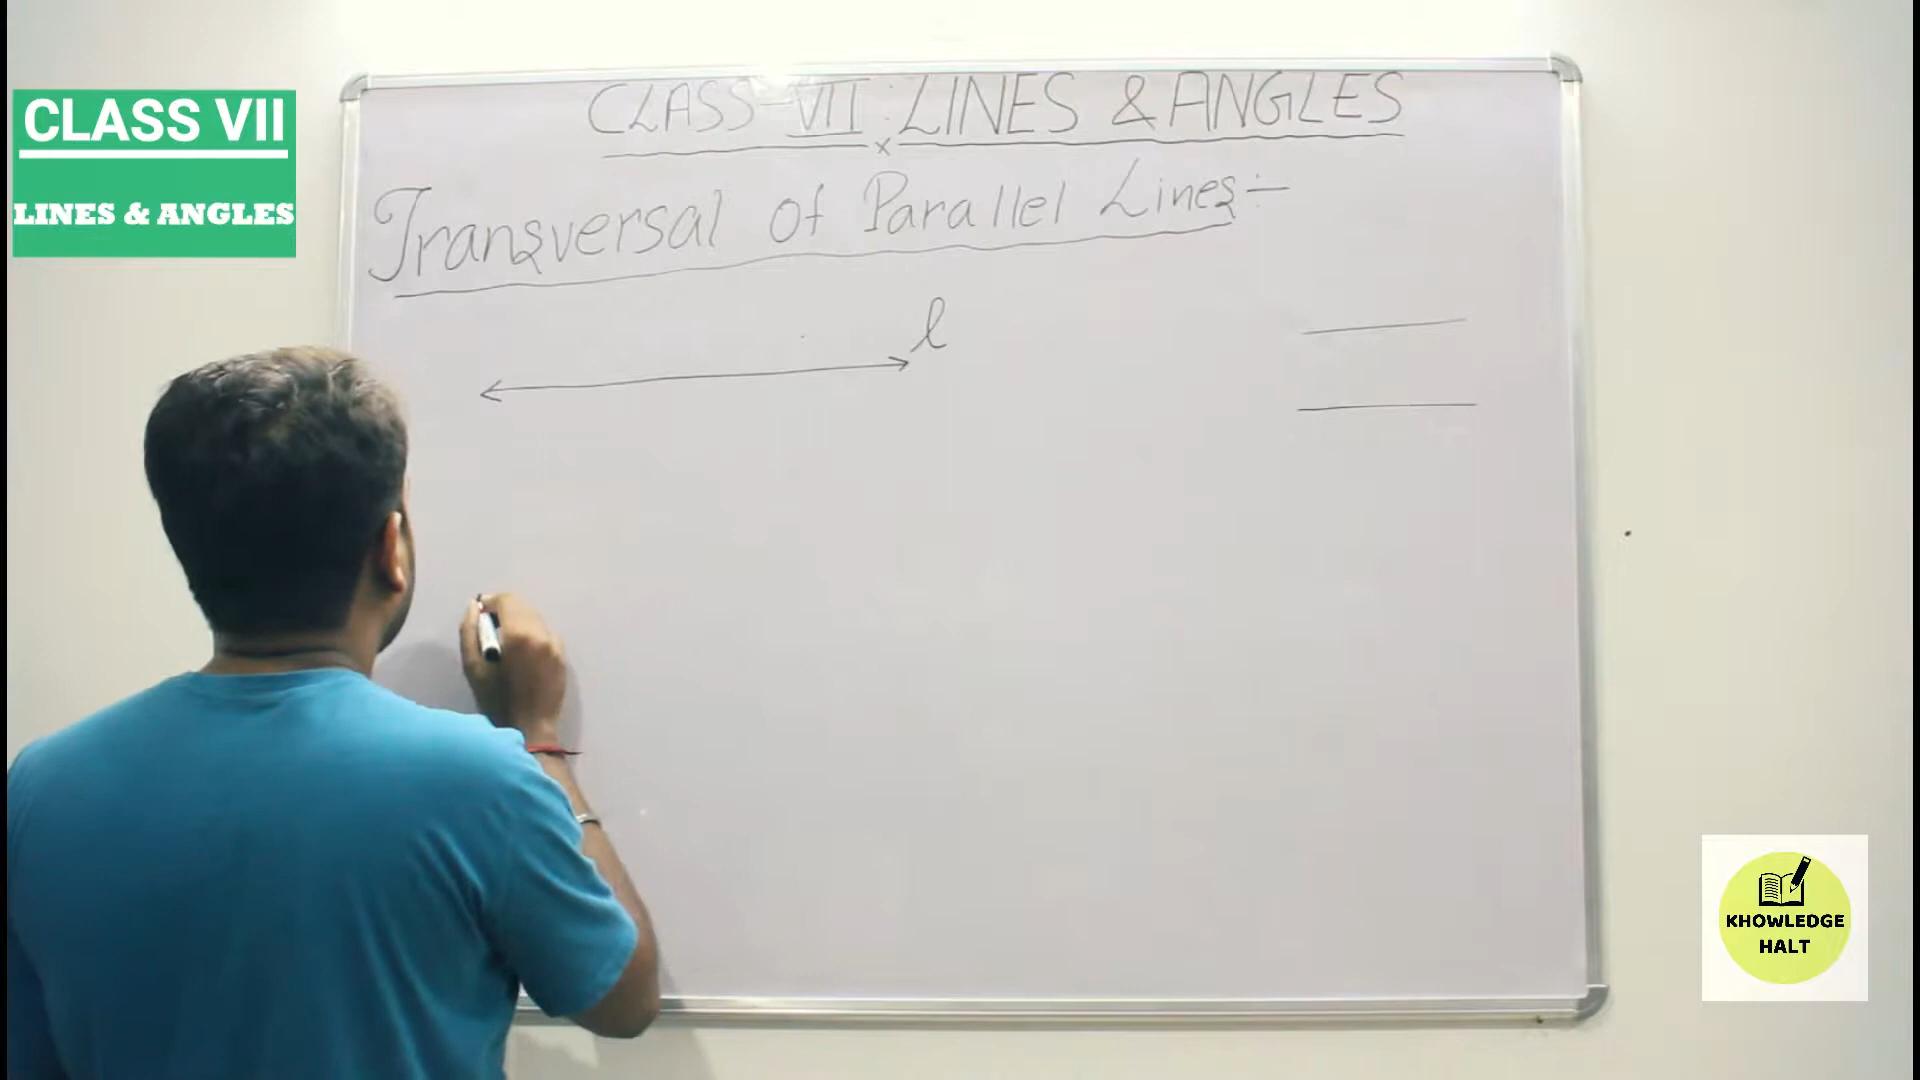 CLASS VII
LINES & ANGLES
CLASS-VII: LINES & ANGLES
x
Transversal Of Parallel Lines:-
l
KHOWLEDGE
HALT